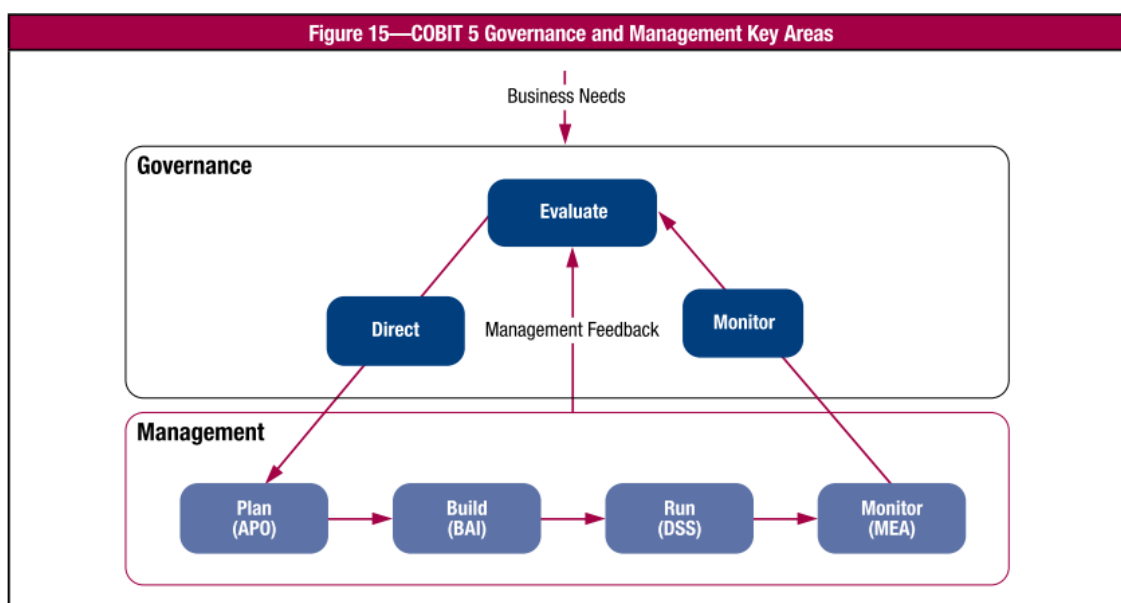 Figure 15—COBIT 5 Governance and Management Key Areas
Business Needs
Governance
Evaluate
Direct
Management Feedback
Monitor
Management
Plan
(APO)
Build
(BAI)
Run
(DSS)
Monitor
(MEA)